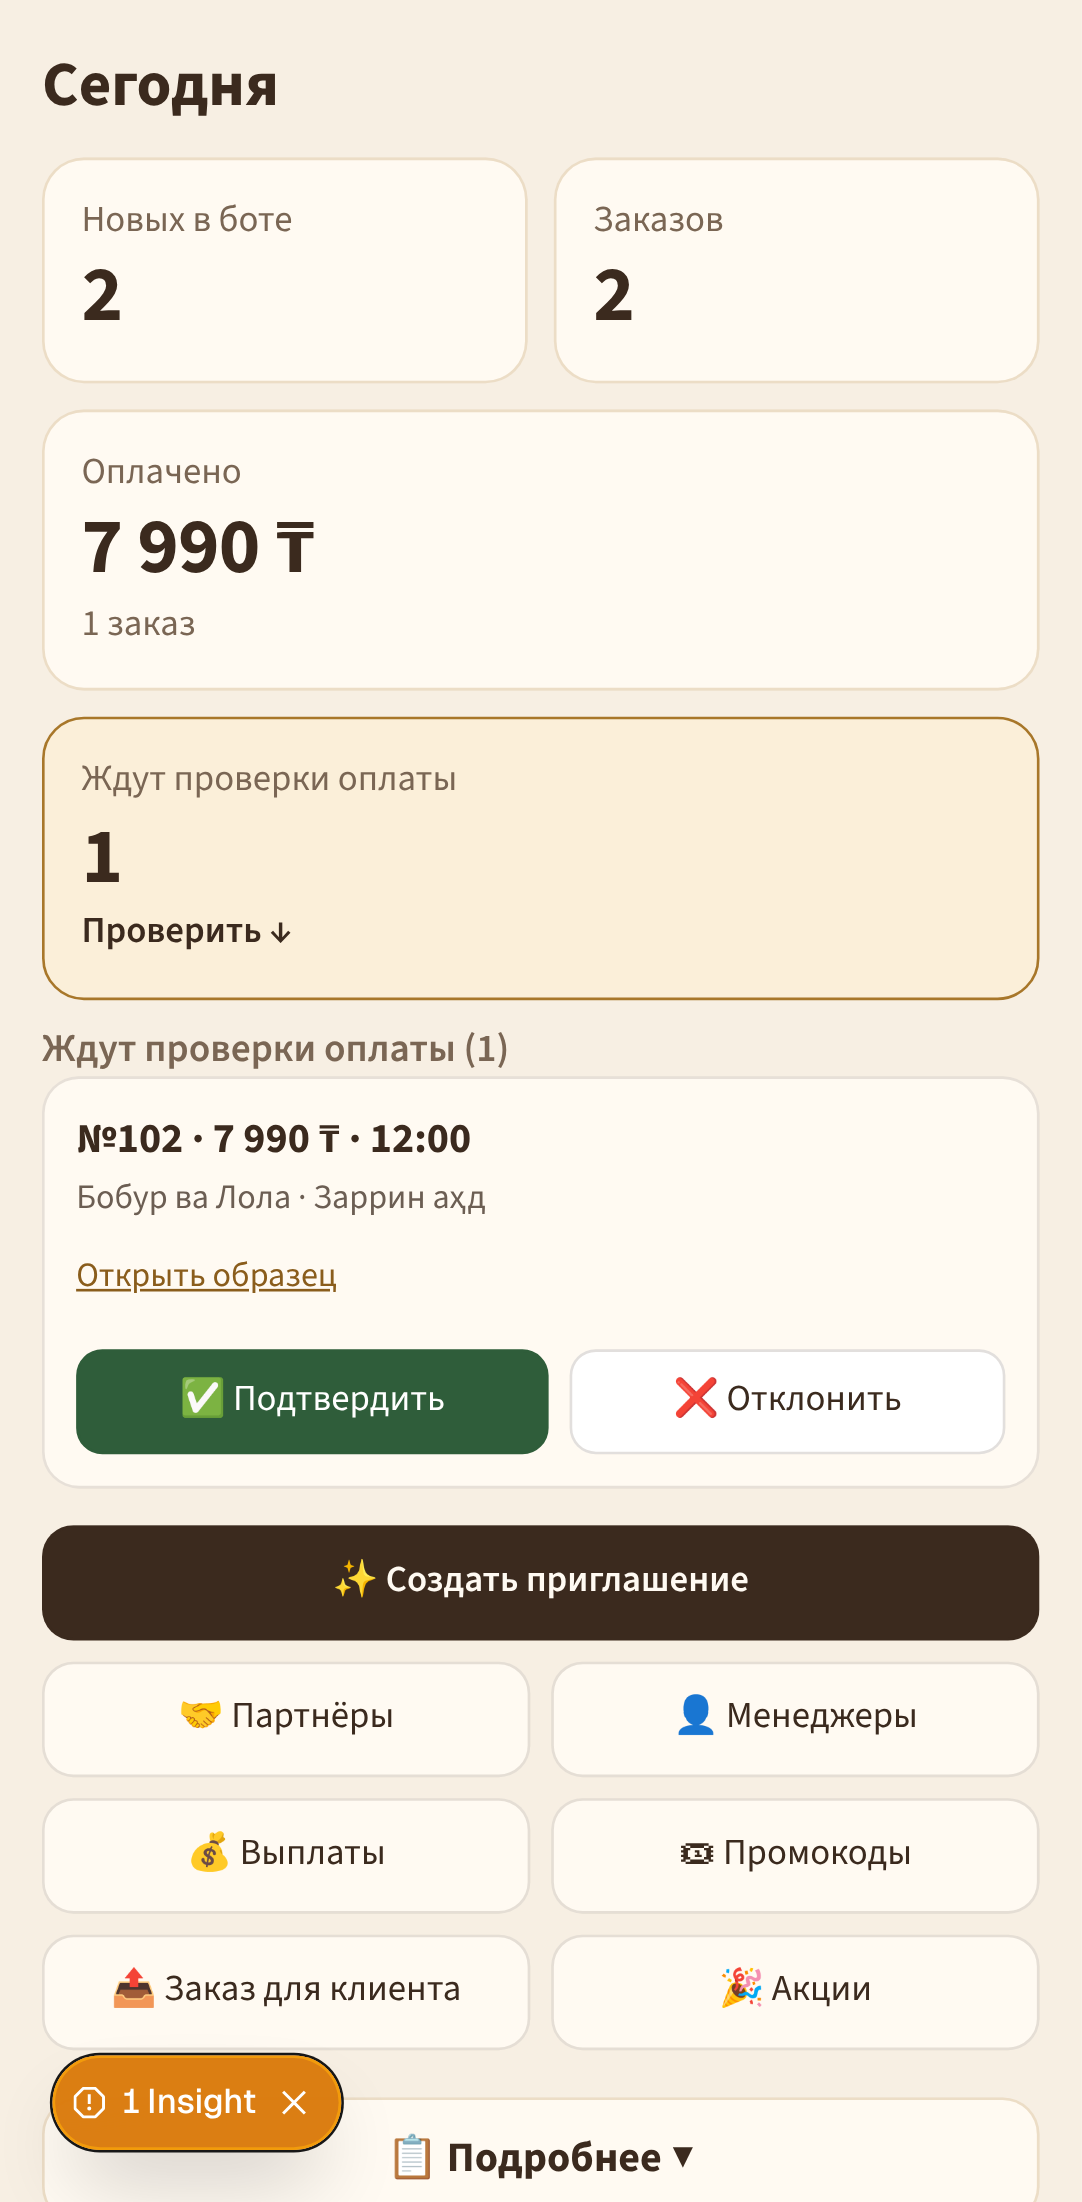 Сегодня
Новых в боте
2
Заказов
2
Оплачено
7 990 ₸
1 заказ
Ждут проверки оплаты
1
Проверить ↓
Ждут проверки оплаты (1)
№102 · 7 990 ₸ · 12:00
Бобур ва Лола · Заррин аҳд
Открыть образец
✅ Подтвердить
❌ Отклонить
✨ Создать приглашение
🤝 Партнёры
👤 Менеджеры
💰 Выплаты
🎟 Промокоды
📤 Заказ для клиента
🎉 Акции
1 Insight ×
📋 Подробнее ▼